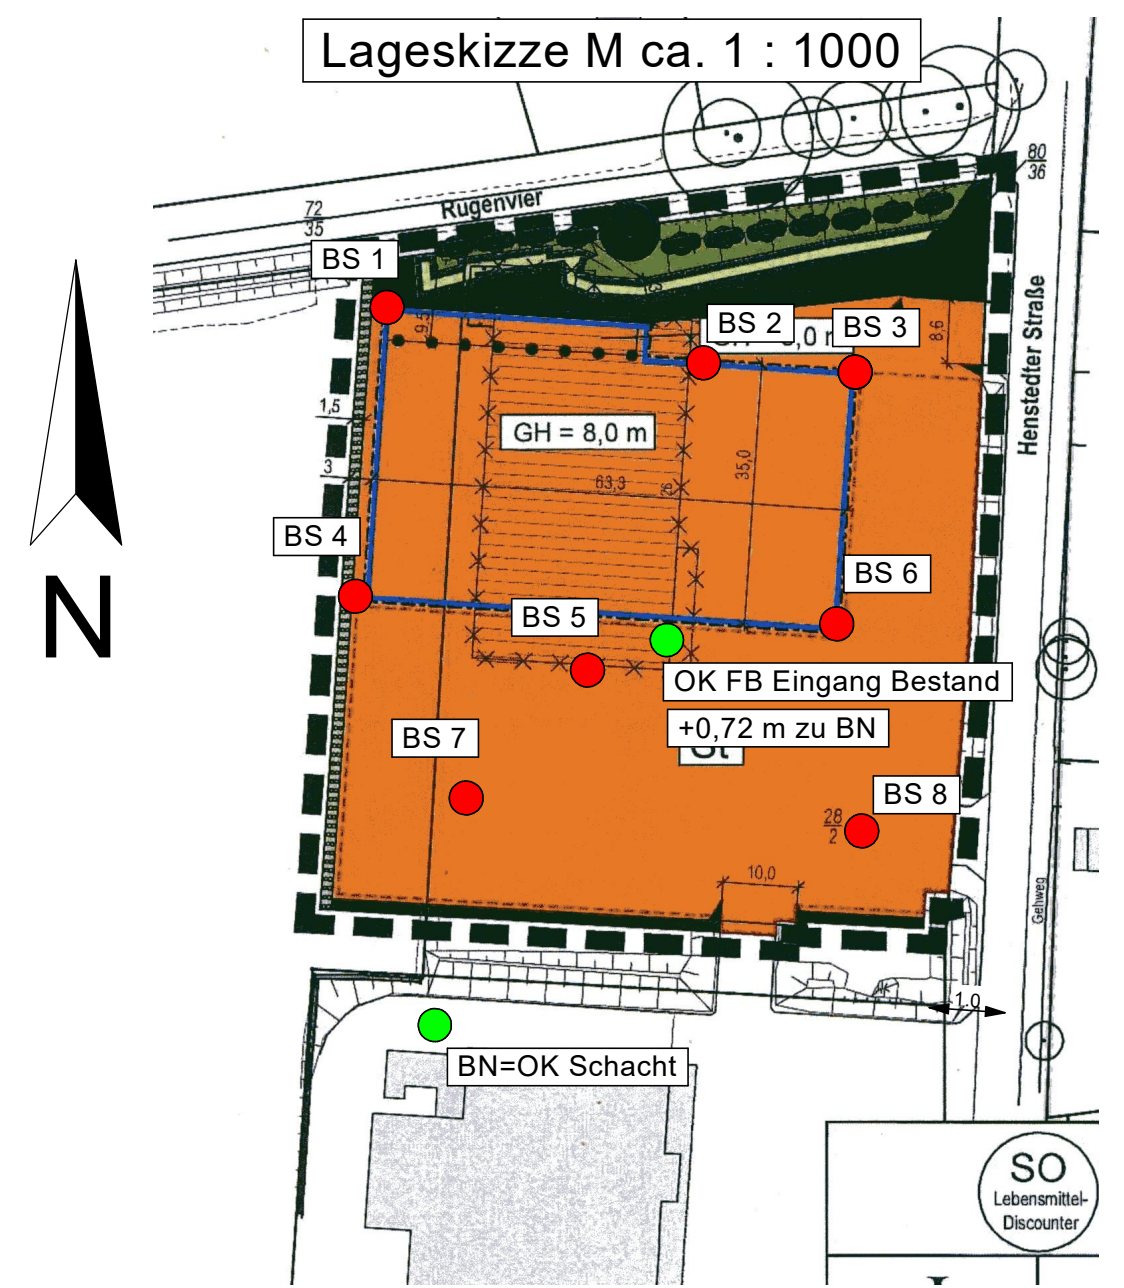 Lageskizze M ca. 1 : 1000
80
36
72
35
Rugenvier
BS 1
BS 2
BS 3
9,5
8,6
Henstedter Straße
1,5
GH = 8,0 m
3
63,3
26
35,0
BS 4
BS 5
BS 6
N
OK FB Eingang Bestand
+0,72 m zu BN
St
BS 7
BS 8
28
2
10,0
Gehweg
1.0
BN=OK Schacht
SO
Lebensmittel-
Discounter